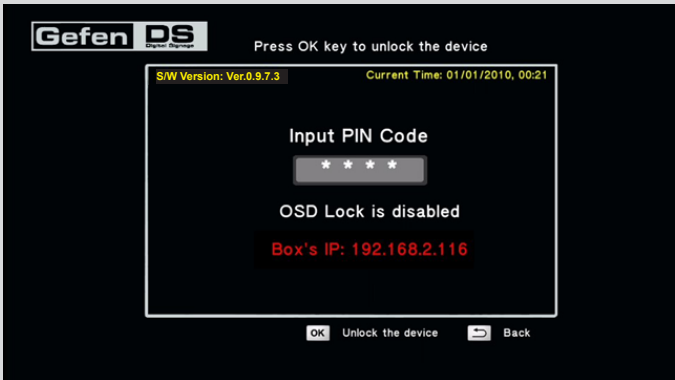 Gefen DS
Digital Signage
Press OK key to unlock the device
S/W Version: Ver.0.9.7.3
Current Time: 01/01/2010, 00:21
Input PIN Code
* * * *
OSD Lock is disabled
Box's IP: 192.168.2.116
OK Unlock the device
Back